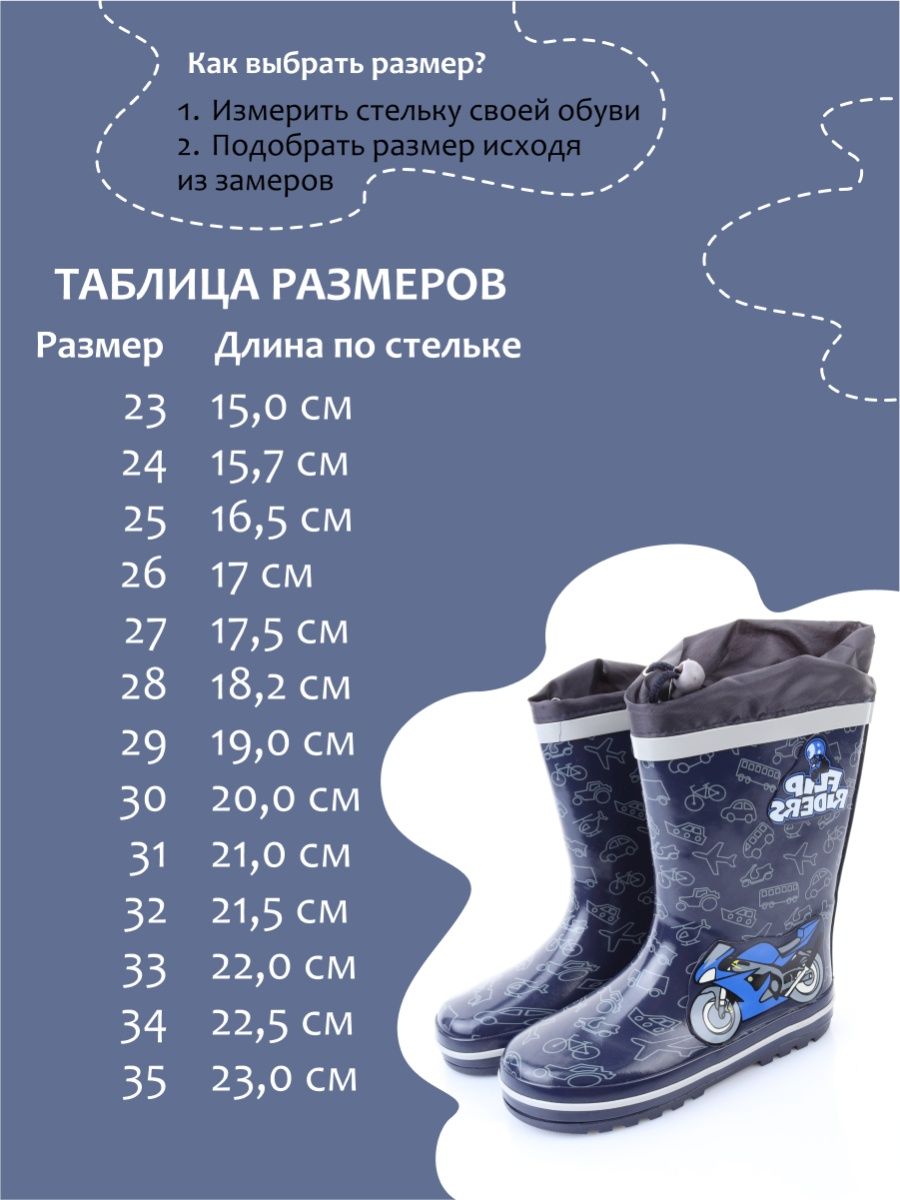 Как выбрать размер?
1. Измерить стельку своей обуви
2. Подобрать размер исходя
из замеров
ТАБЛИЦА РАЗМЕРОВ
Размер Длина по стельке
23 15,0 см
24 15,7 см
25 16,5 см
26 17 см
27 17,5 см
28 18,2 см
29 19,0 см
30 20,0 см
31 21,0 см
32 21,5 см
33 22,0 см
34 22,5 см
35 23,0 см
FLIP
RIDERS